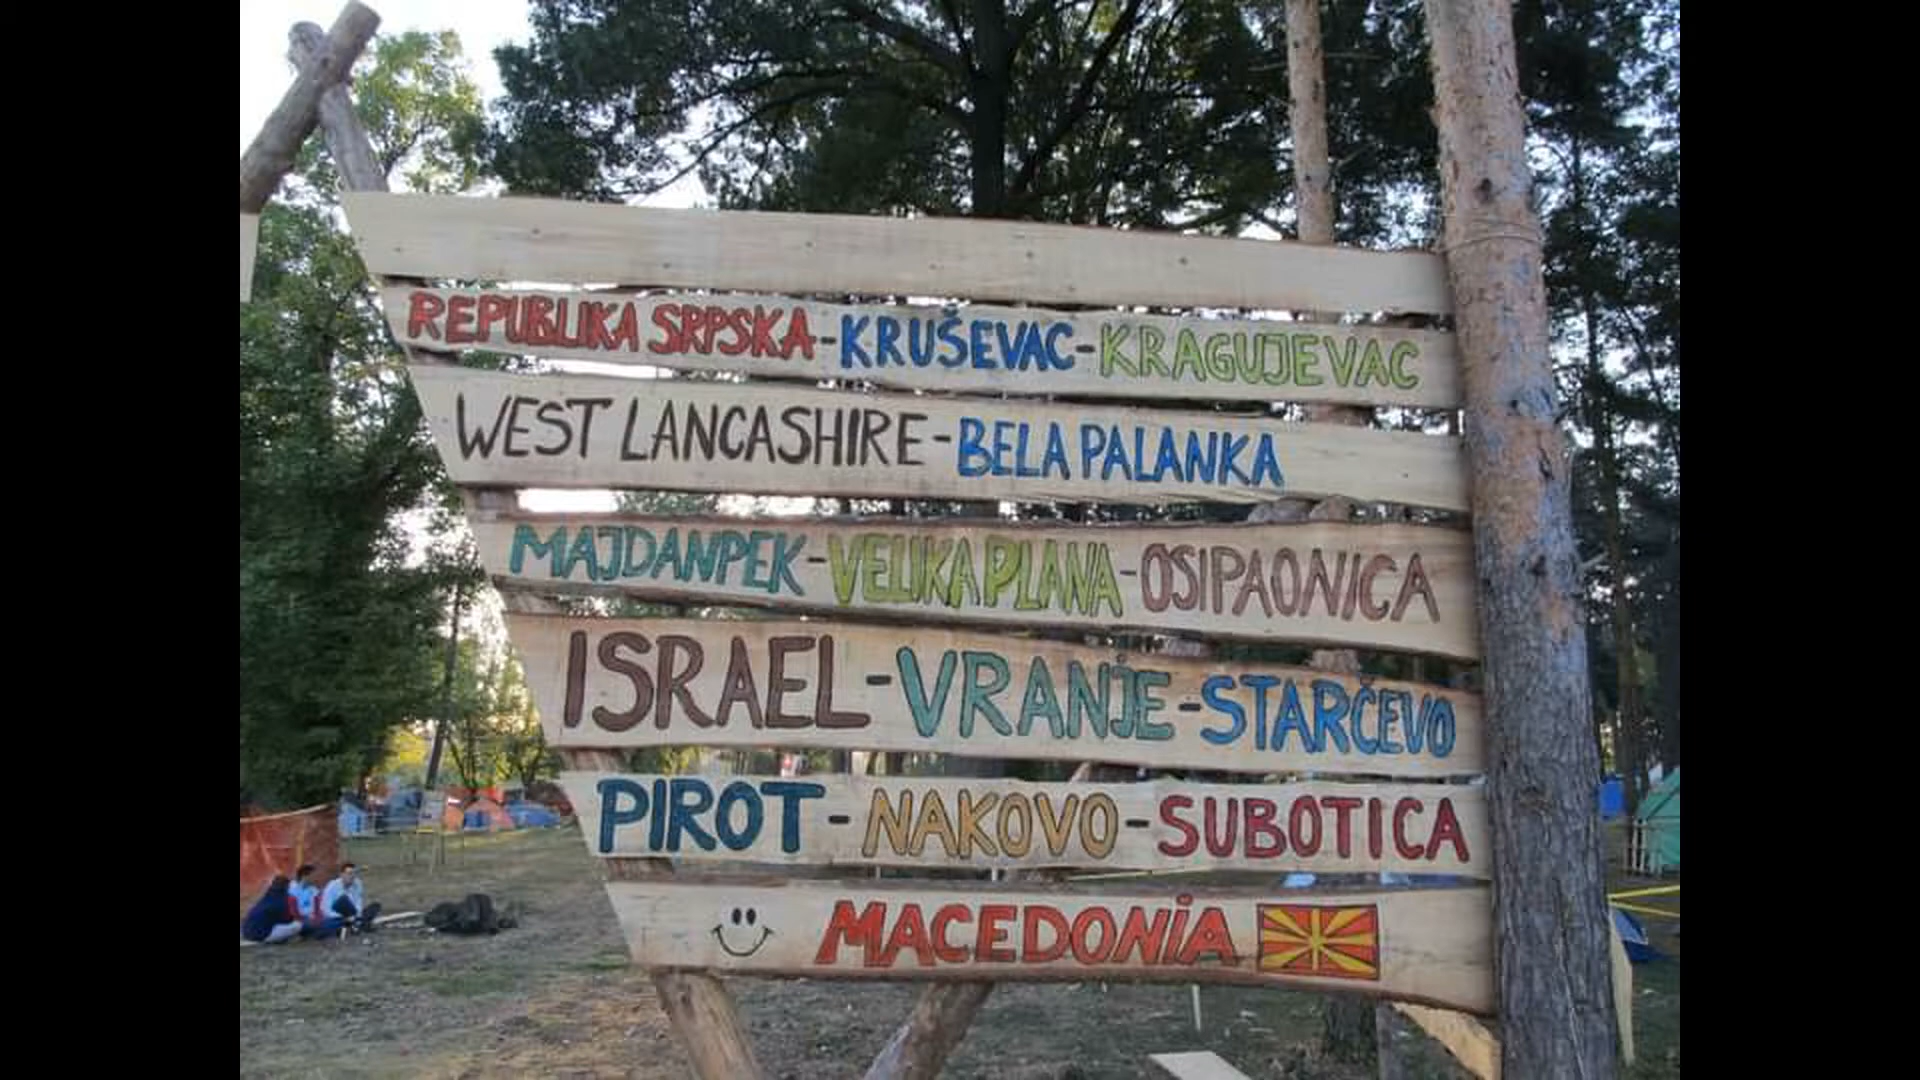 REPUBLIKA SRPSKA-KRUŠEVAC-KRAGUJEVAC
WEST LANCASHIRE-BELA PALANKA
MAJDANPEK-VELIKA PLANA-OSIPAONICA
ISRAEL-VRANJE-STARČEVO
PIROT-NAKOVO-SUBOTICA
MACEDONIA